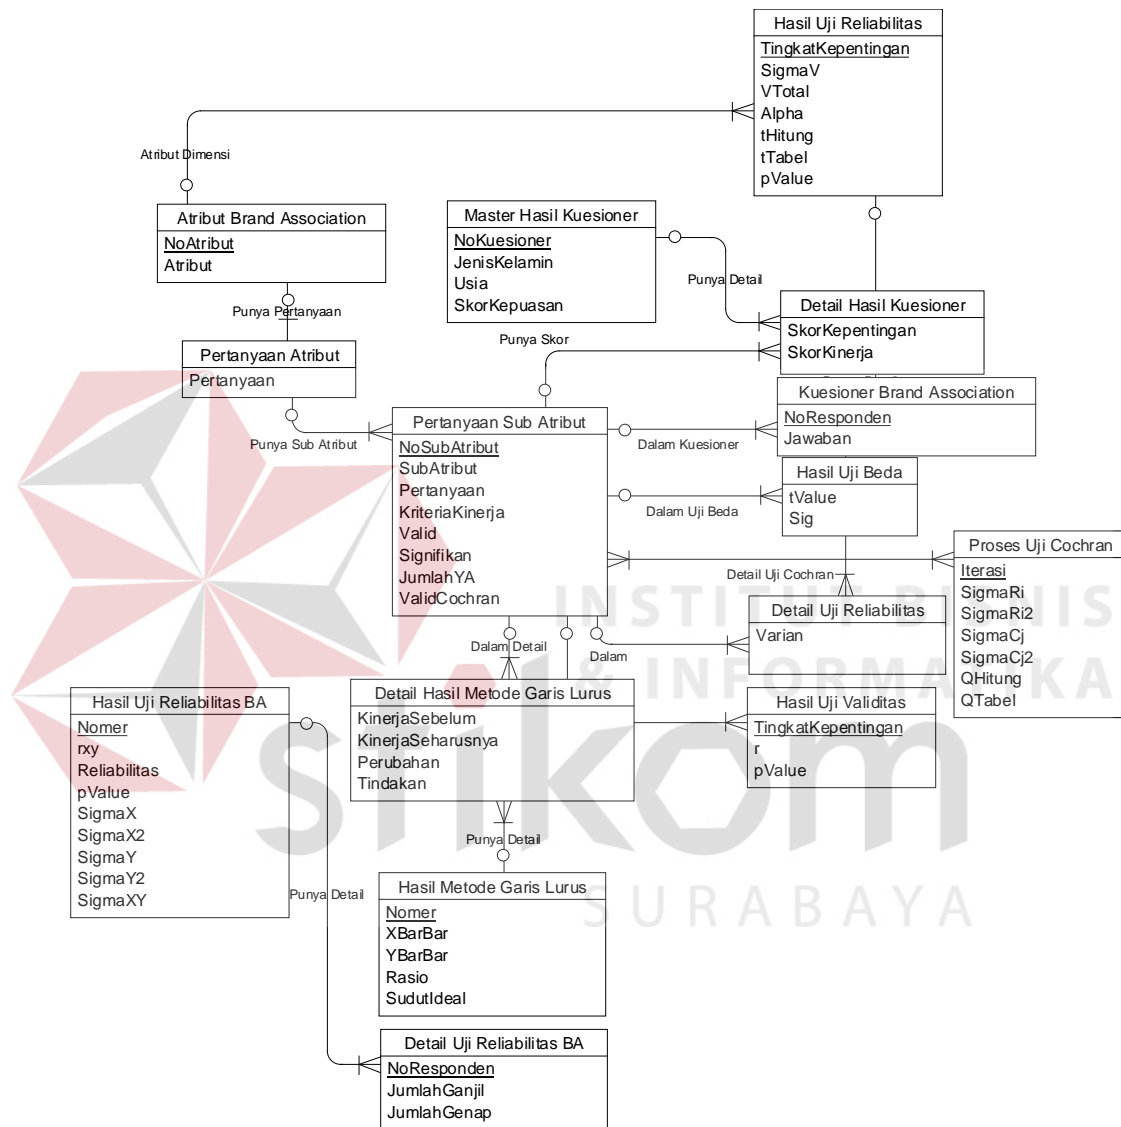 Hasil Uji Reliabilitas
TingkatKepentingan
SigmaV
VTotal
Alpha
tHitung
tTabel
pValue
Atribut Dimensi
Atribut Brand Association
NoAtribut
Atribut
Master Hasil Kuesioner
NoKuesioner
JenisKelamin
Usia
SkorKepuasan
Punya Detail
Detail Hasil Kuesioner
SkorKepentingan
SkorKinerja
Punya Pertanyaan
Pertanyaan Atribut
Pertanyaan
Punya Skor
Kuesioner Brand Association
NoResponden
Jawaban
Punya Sub Atribut
Pertanyaan Sub Atribut
NoSubAtribut
SubAtribut
Pertanyaan
KriteriaKinerja
Valid
Signifikan
JumlahYA
ValidCochran
Dalam Kuesioner
Hasil Uji Beda
tValue
Sig
Dalam Uji Beda
Proses Uji Cochran
Iterasi
SigmaRi
SigmaRi2
SigmaCj
SigmaCj2
QHitung
QTabel
Detail Uji Cochran
Detail Uji Reliabilitas
Varian
Dalam Detail
Dalam
Detail Hasil Metode Garis Lurus
KinerjaSebelum
KinerjaSeharusnya
Perubahan
Tindakan
Hasil Uji Validitas
TingkatKepentingan
r
pValue
Hasil Uji Reliabilitas BA
Nomer
rxy
Reliabilitas
pValue
SigmaX
SigmaX2
SigmaY
SigmaY2
SigmaXY
Punya Detail
Punya Detail
Hasil Metode Garis Lurus
Nomer
XBarBar
YBarBar
Rasio
SudutIdeal
Detail Uji Reliabilitas BA
NoResponden
JumlahGanjil
JumlahGenap
INSTITUT BISNIS
& INFORMATIKA
stikom
SURABAYA